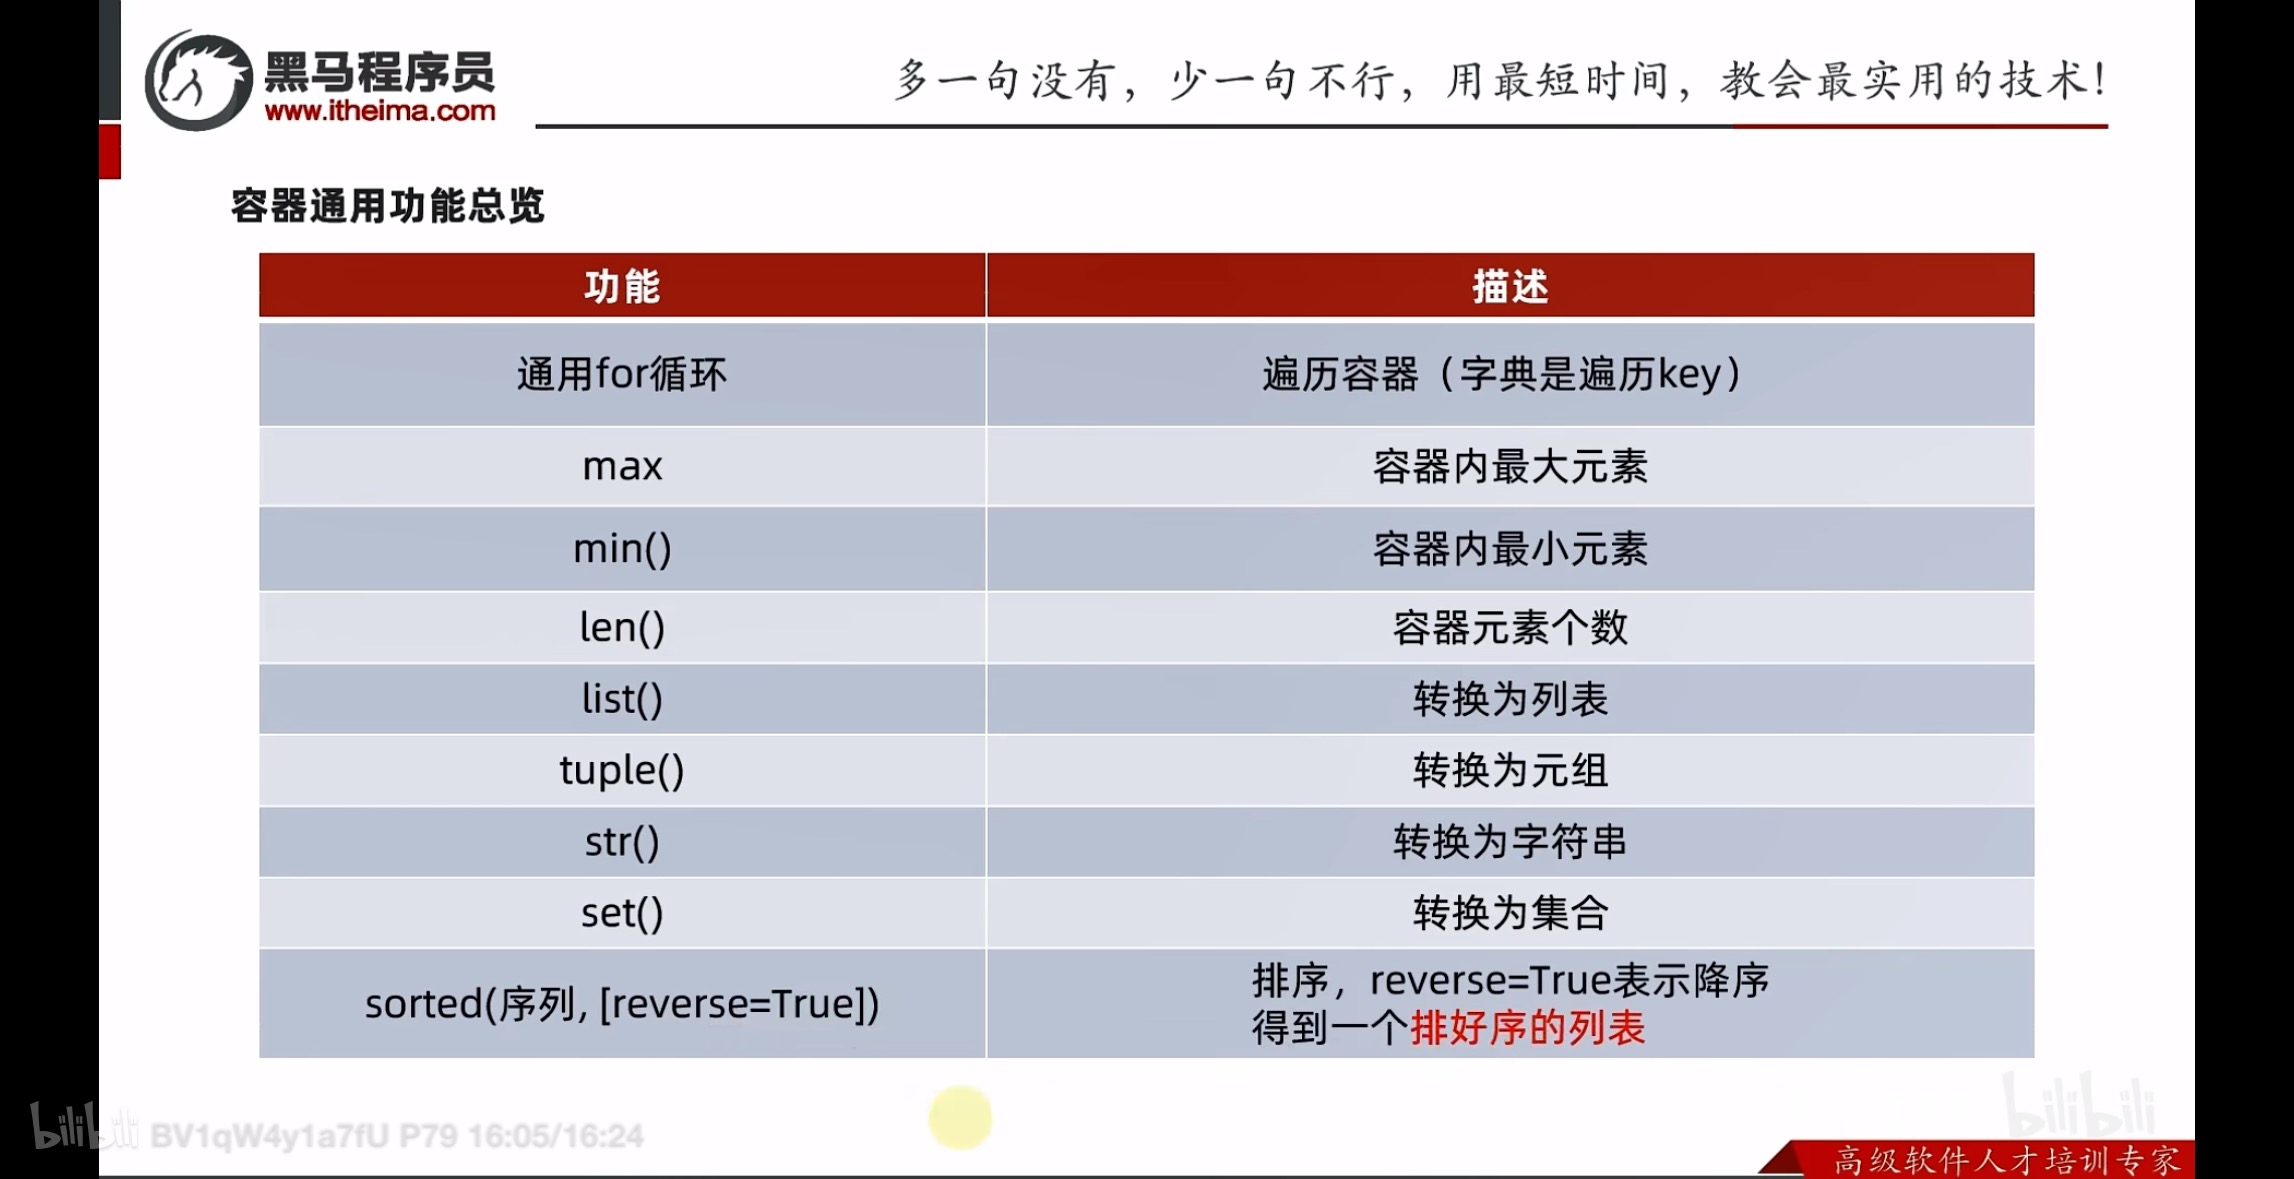 黑马程序员
www.itheima.com
多一句没有，少一句不行，用最短时间，教会最实用的技术！
容器通用功能总览
功能 描述
通用for循环 遍历容器（字典是遍历key）
max 容器内最大元素
min() 容器内最小元素
len() 容器元素个数
list() 转换为列表
tuple() 转换为元组
str() 转换为字符串
set() 转换为集合
sorted(序列, [reverse=True]) 排序，reverse=True表示降序
得到一个排好序的列表
bilibili BV1qW4y1a7fU P79 16:05/16:24
bilibili
高级软件人才培训专家